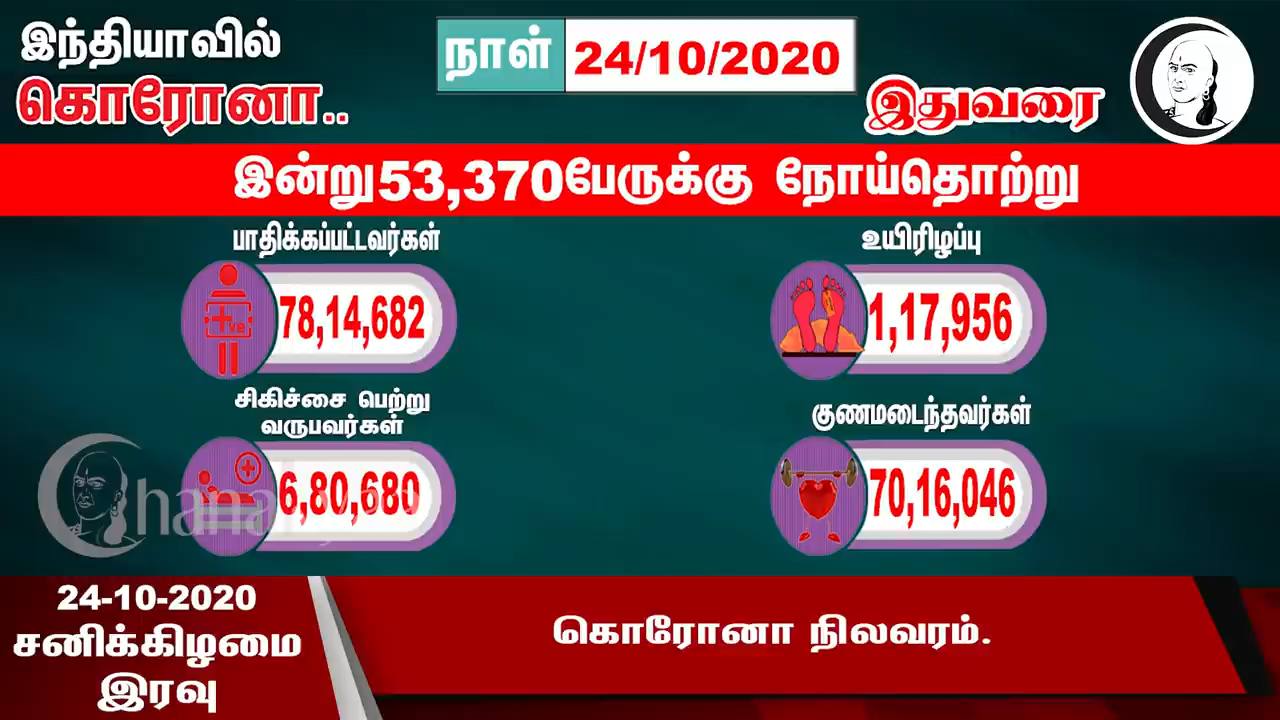 இந்தியாவில்
கொரோனா..
நாள் 24/10/2020
இதுவரை
இன்று 53,370 பேருக்கு நோய்தொற்று
பாதிக்கப்பட்டவர்கள்
78,14,682
உயிரிழப்பு
1,17,956
சிகிச்சை பெற்று
வருபவர்கள்
6,80,680
குணமடைந்தவர்கள்
70,16,046
24-10-2020
சனிக்கிழமை
இரவு
கொரோனா நிலவரம்.